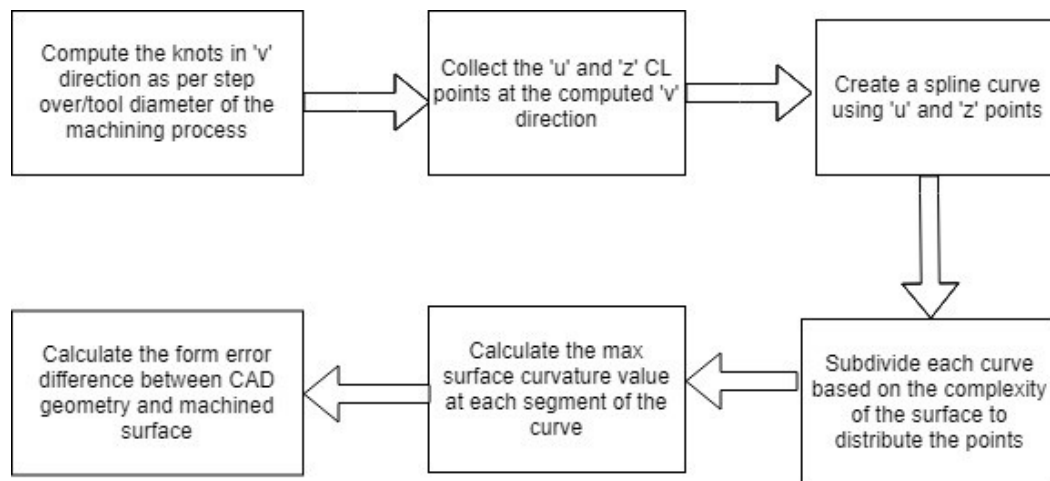 Compute the knots in 'v'
direction as per step
over/tool diameter of the
machining process
Collect the 'u' and 'z' CL
points at the computed 'v'
direction
Create a spline curve
using 'u' and 'z' points
Subdivide each curve
based on the complexity
of the surface to
distribute the points
Calculate the max
surface curvature value
at each segment of the
curve
Calculate the form error
difference between CAD
geometry and machined
surface